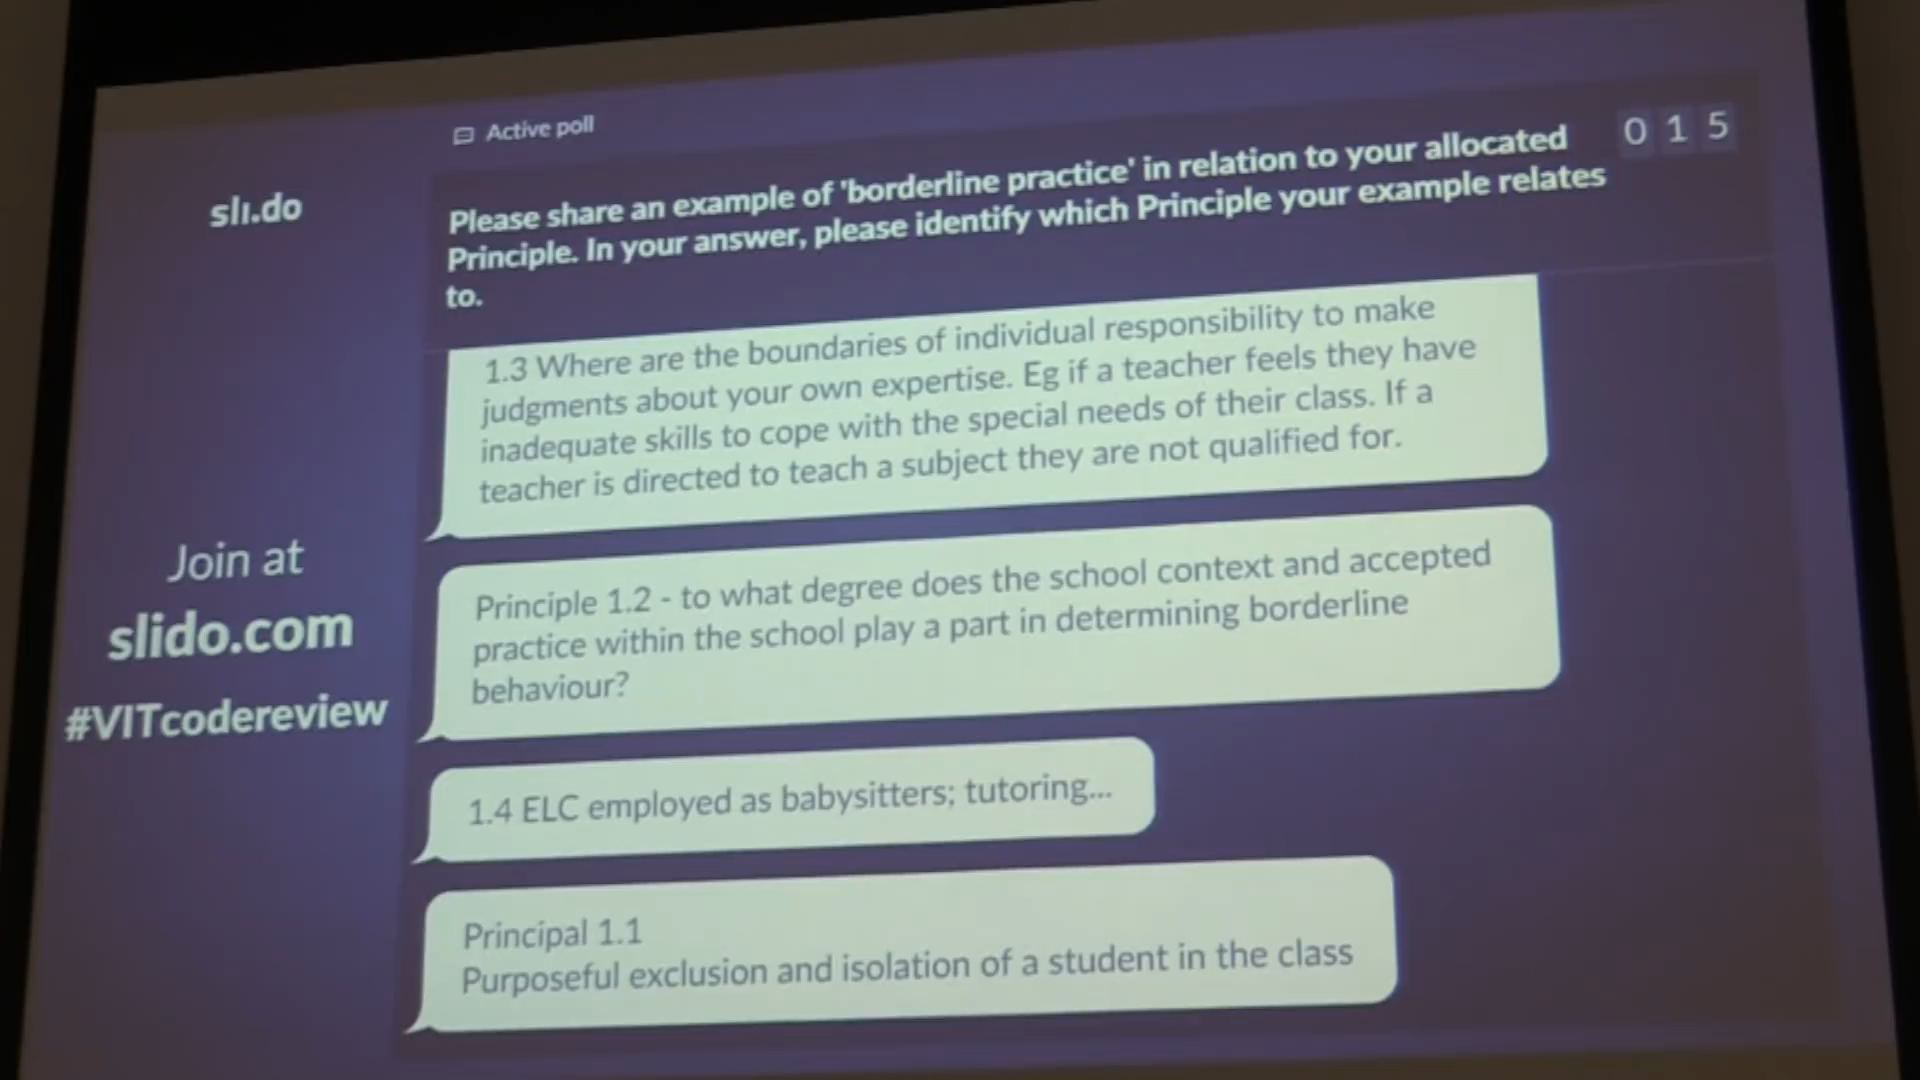 Active poll
sli.do
Please share an example of 'borderline practice' in relation to your allocated
Principle. In your answer, please identify which Principle your example relates
to.
0 1 5
1.3 Where are the boundaries of individual responsibility to make
judgments about your own expertise. Eg if a teacher feels they have
inadequate skills to cope with the special needs of their class. If a
teacher is directed to teach a subject they are not qualified for.
Join at
slido.com
#VITcodereview
Principle 1.2 - to what degree does the school context and accepted
practice within the school play a part in determining borderline
behaviour?
1.4 ELC employed as babysitters; tutoring...
Principal 1.1
Purposeful exclusion and isolation of a student in the class